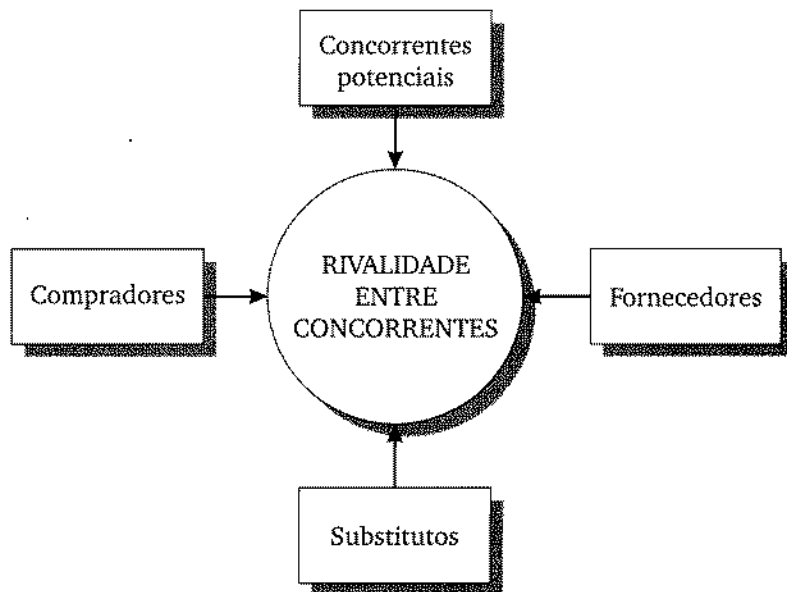 Concorrentes
potenciais
Compradores
RIVALIDADE
ENTRE
CONCORRENTES
Fornecedores
Substitutos